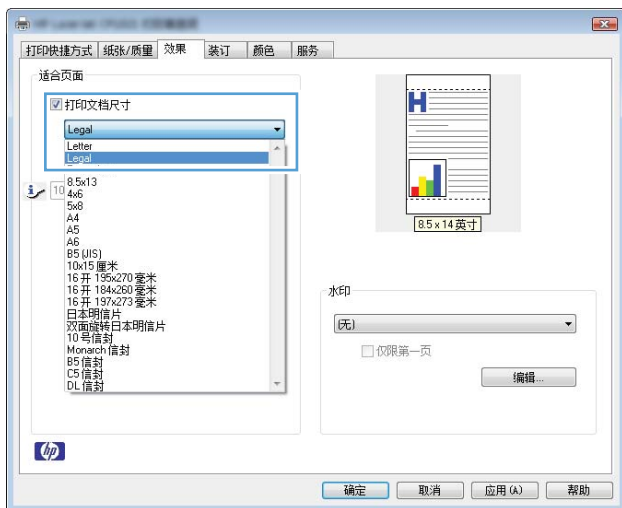 打印快捷方式 纸张/质量 效果 装订 颜色 服务
适合页面
打印文档尺寸
Legal
Letter
Legal
8.5x13
4x6
5x8
A4
A5
A6
B5 (JIS)
10x15 厘米
16 开 195x270 毫米
16 开 184x260 毫米
16 开 197x273 毫米
日本明信片
双面旋转日本明信片
10 号信封
Monarch 信封
B5 信封
C5 信封
DL 信封
10
H
8.5 x 14 英寸
水印
(无)
仅限第一页
编辑...
hp
确定 取消 应用 (A) 帮助